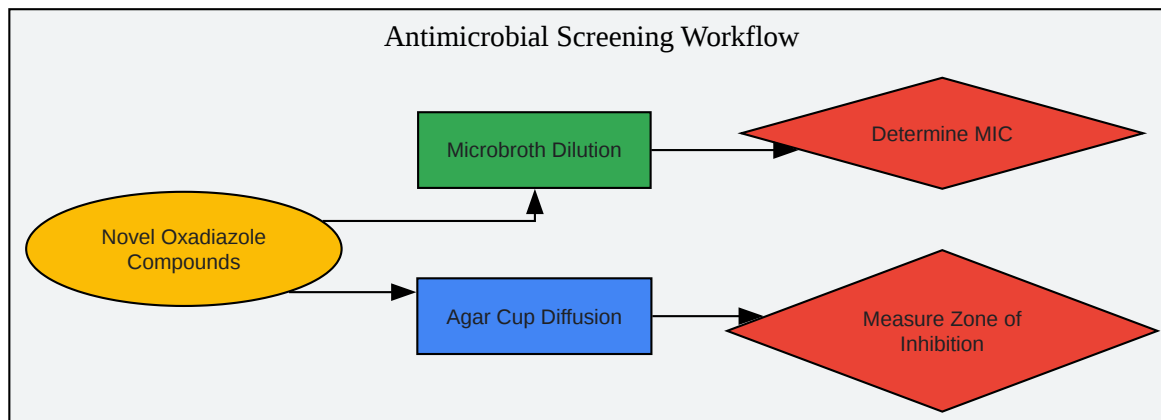 Antimicrobial Screening Workflow
Microbroth Dilution
Determine MIC
Novel Oxadiazole
Compounds
Agar Cup Diffusion
Measure Zone of
Inhibition